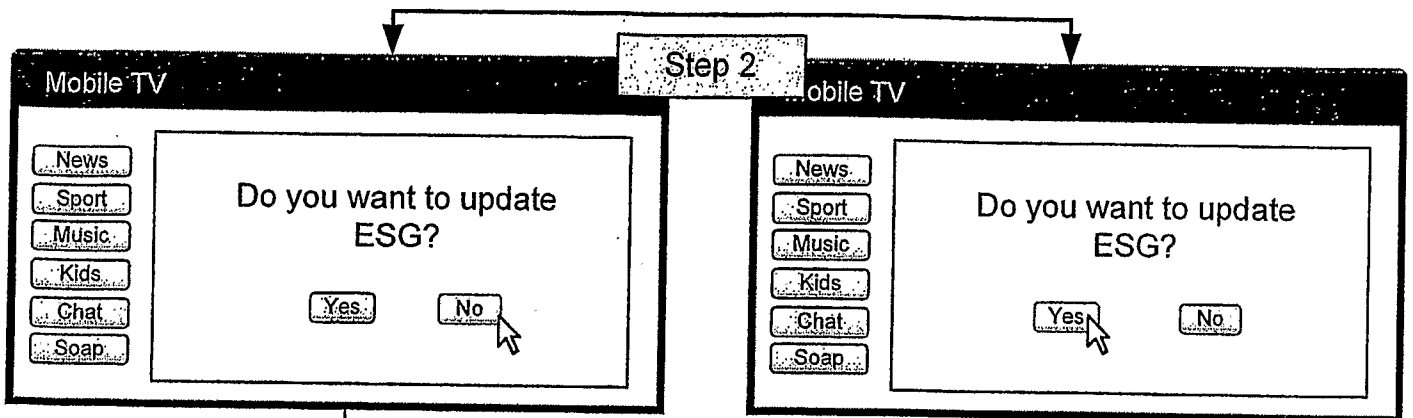 Step 2
Mobile TV
News
Sport
Music
Kids
Chat
Soap
Do you want to update
ESG?
Yes
No
obile TV
News
Sport
Music
Kids
Chat
Soap
Do you want to update
ESG?
Yes
No